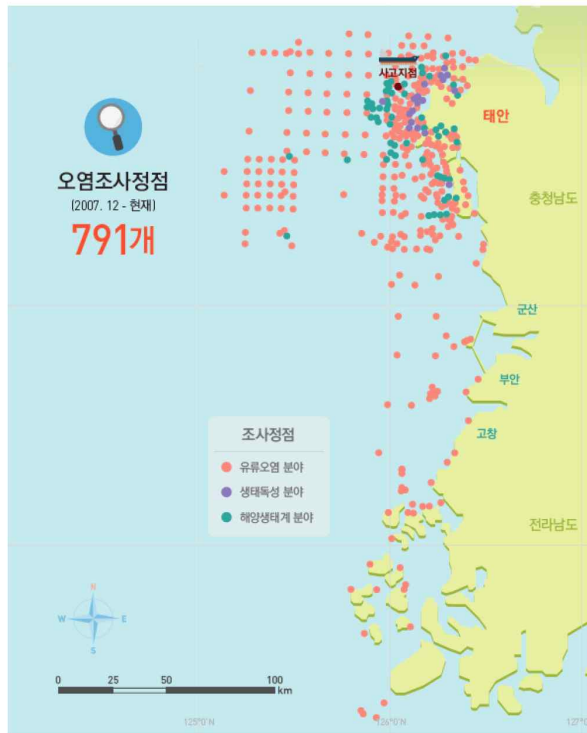 사고지점
태안
오염조사정점
(2007. 12 - 현재)
791개
충청남도
군산
부안
고창
조사정점
유류오염 분야
생태독성 분야
해양생태계 분야
전라남도
N
W E
S
0 25 50 100
km
125°0'N 126°0'N 127°0'N